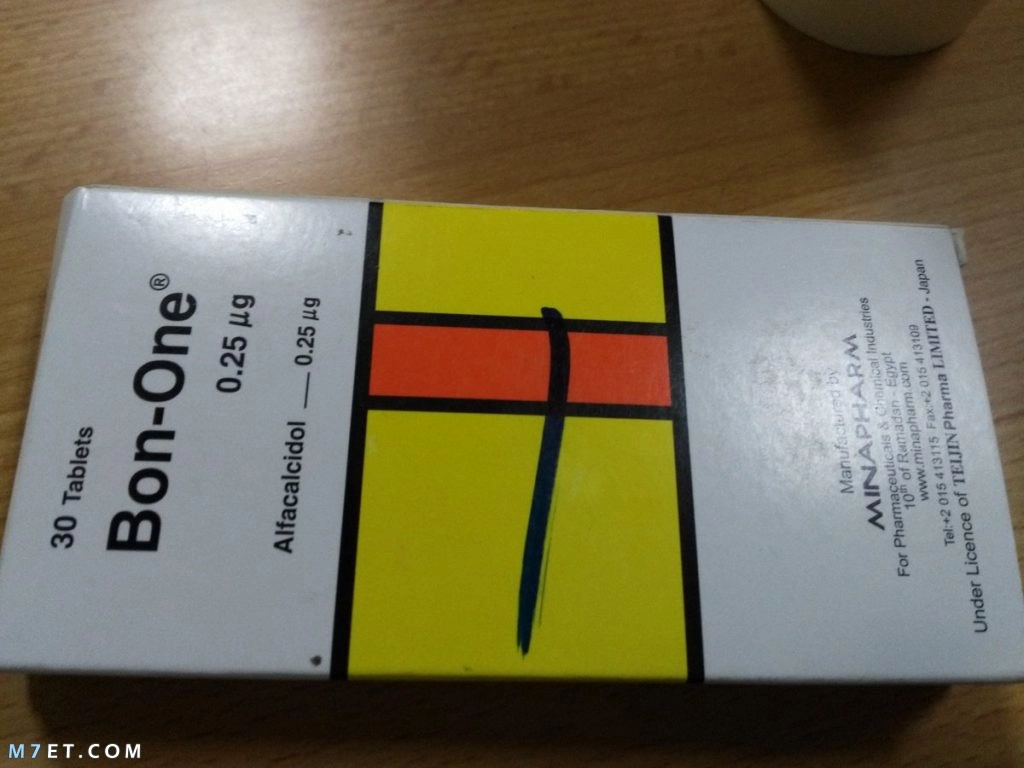 30 Tablets
Bon-One®
0.25 µg
Alfacalcidol — 0.25 µg
Manufactured by
MINAPHARM
For Pharmaceuticals & Chemical Industries
10th of Ramadan - Egypt
www.minapharm.com
Tel:+2 015 413115 Fax:+2 015 413109
Under Licence of TEIJIN Pharma LIMITED - Japan
M7ET.COM